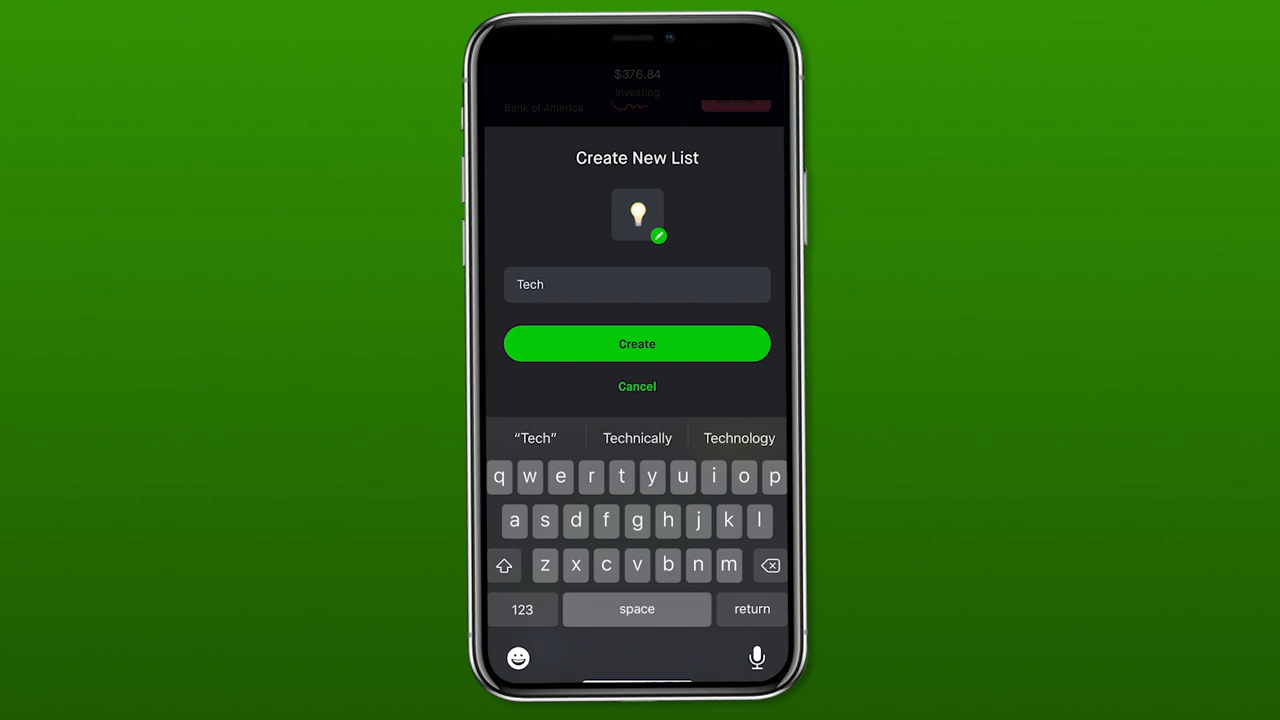 $376.84
Investing
Bank of America
Create New List
Tech
Create
Cancel
“Tech” Technically Technology
q w e r t y u i o p
a s d f g h j k l
z x c v b n m
123 space return